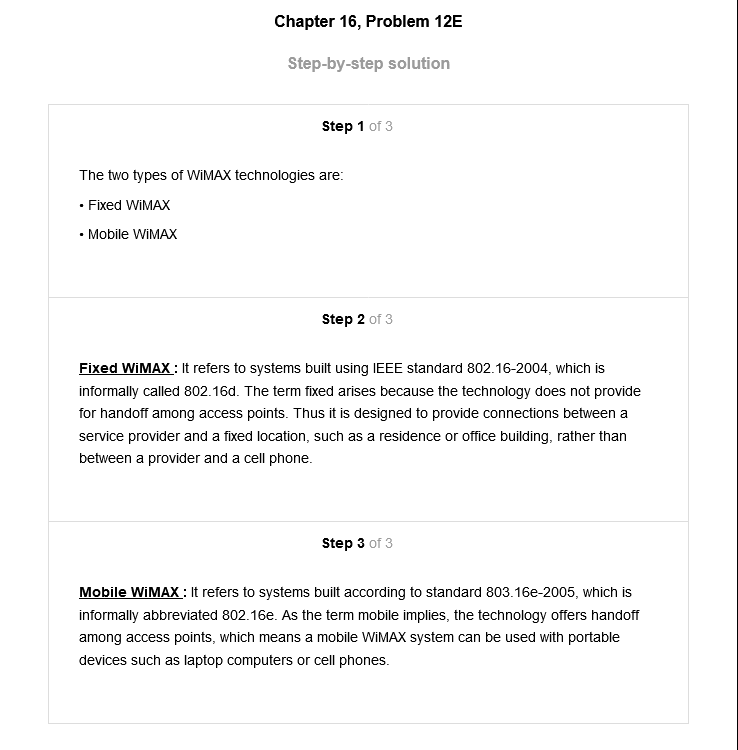 Chapter 16, Problem 12E
Step-by-step solution
Step 1 of 3
The two types of WiMAX technologies are:
• Fixed WiMAX
• Mobile WiMAX
Step 2 of 3
Fixed WiMAX : It refers to systems built using IEEE standard 802.16-2004, which is
informally called 802.16d. The term fixed arises because the technology does not provide
for handoff among access points. Thus it is designed to provide connections between a
service provider and a fixed location, such as a residence or office building, rather than
between a provider and a cell phone.
Step 3 of 3
Mobile WiMAX : It refers to systems built according to standard 803.16e-2005, which is
informally abbreviated 802.16e. As the term mobile implies, the technology offers handoff
among access points, which means a mobile WiMAX system can be used with portable
devices such as laptop computers or cell phones.